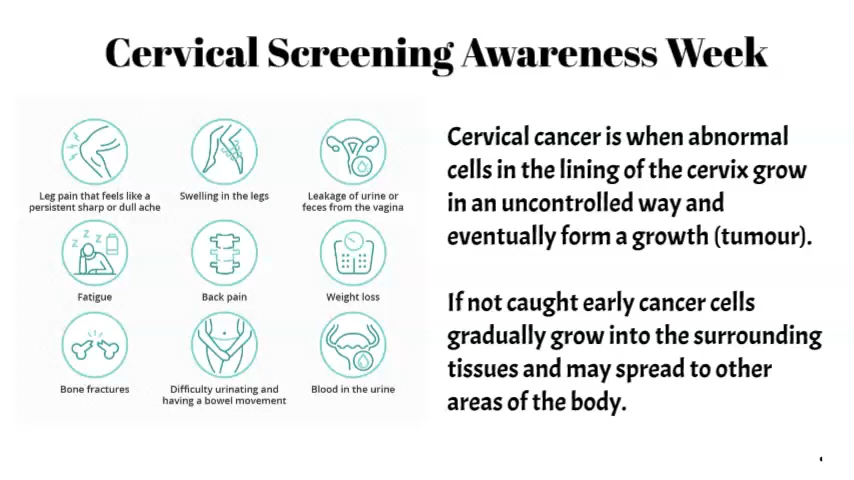 Cervical Screening Awareness Week
Leg pain that feels like a
persistent sharp or dull ache
Swelling in the legs
Leakage of urine or
feces from the vagina
Fatigue
Back pain
Weight loss
Bone fractures
Difficulty urinating and
having a bowel movement
Blood in the urine
Cervical cancer is when abnormal
cells in the lining of the cervix grow
in an uncontrolled way and
eventually form a growth (tumour).
If not caught early cancer cells
gradually grow into the surrounding
tissues and may spread to other
areas of the body.